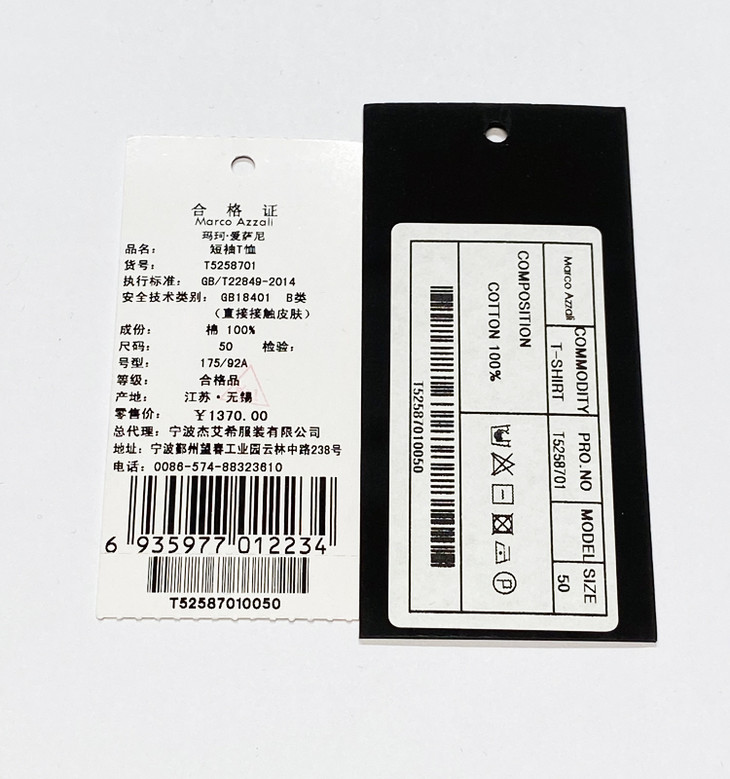 合格证
Marco Azzali
玛珂·爱萨尼
品名： 短袖T恤
货号： T5258701
执行标准： GB/T22849-2014
安全技术类别： GB18401 B类
（直接接触皮肤）
成份： 棉 100%
尺码： 50 检验：
号型： 175/92A
等级： 合格品
产地： 江苏·无锡
零售价： ￥1370.00
总代理：宁波杰艾希服装有限公司
地址：宁波鄞州望春工业园云林中路238号
电话：0086-574-88323610
6 935977 012234
T52587010050
Marco Azzali
COMMODITY PRO.NO MODEL SIZE
T-SHIRT T5258701 50
COMPOSITION
COTTON 100%
P
T52587010050